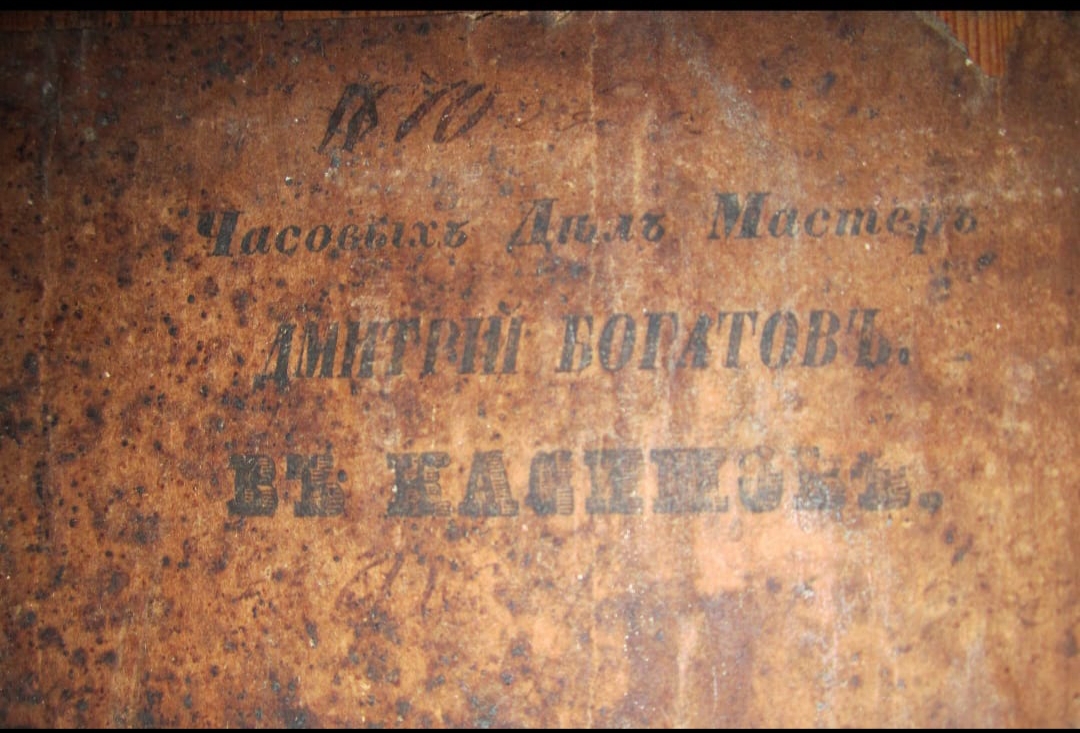 Часовыхъ Дѣлъ Мастеръ
ДМИТРІЙ БОГАТОВЪ.
ВЪ КАСИМОВѢ,